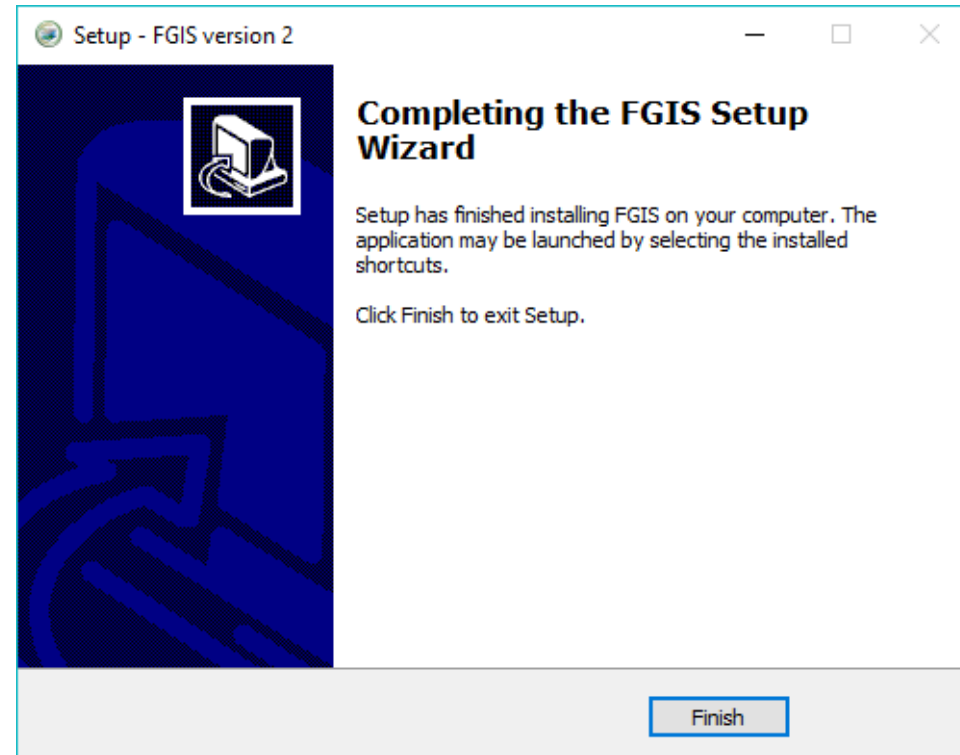 Setup - FGIS version 2
Completing the FGIS Setup
Wizard
Setup has finished installing FGIS on your computer. The
application may be launched by selecting the installed
shortcuts.
Click Finish to exit Setup.
Finish